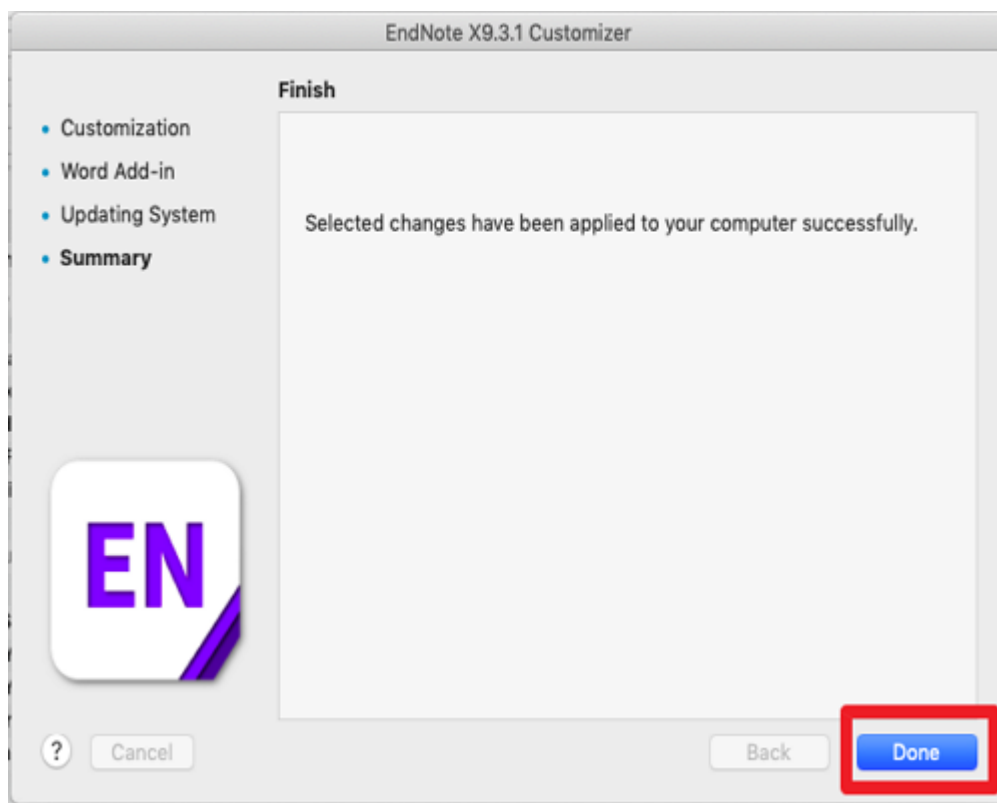 EndNote X9.3.1 Customizer
Finish
• Customization
• Word Add-in
• Updating System
• Summary
Selected changes have been applied to your computer successfully.
EN
? Cancel Back Done